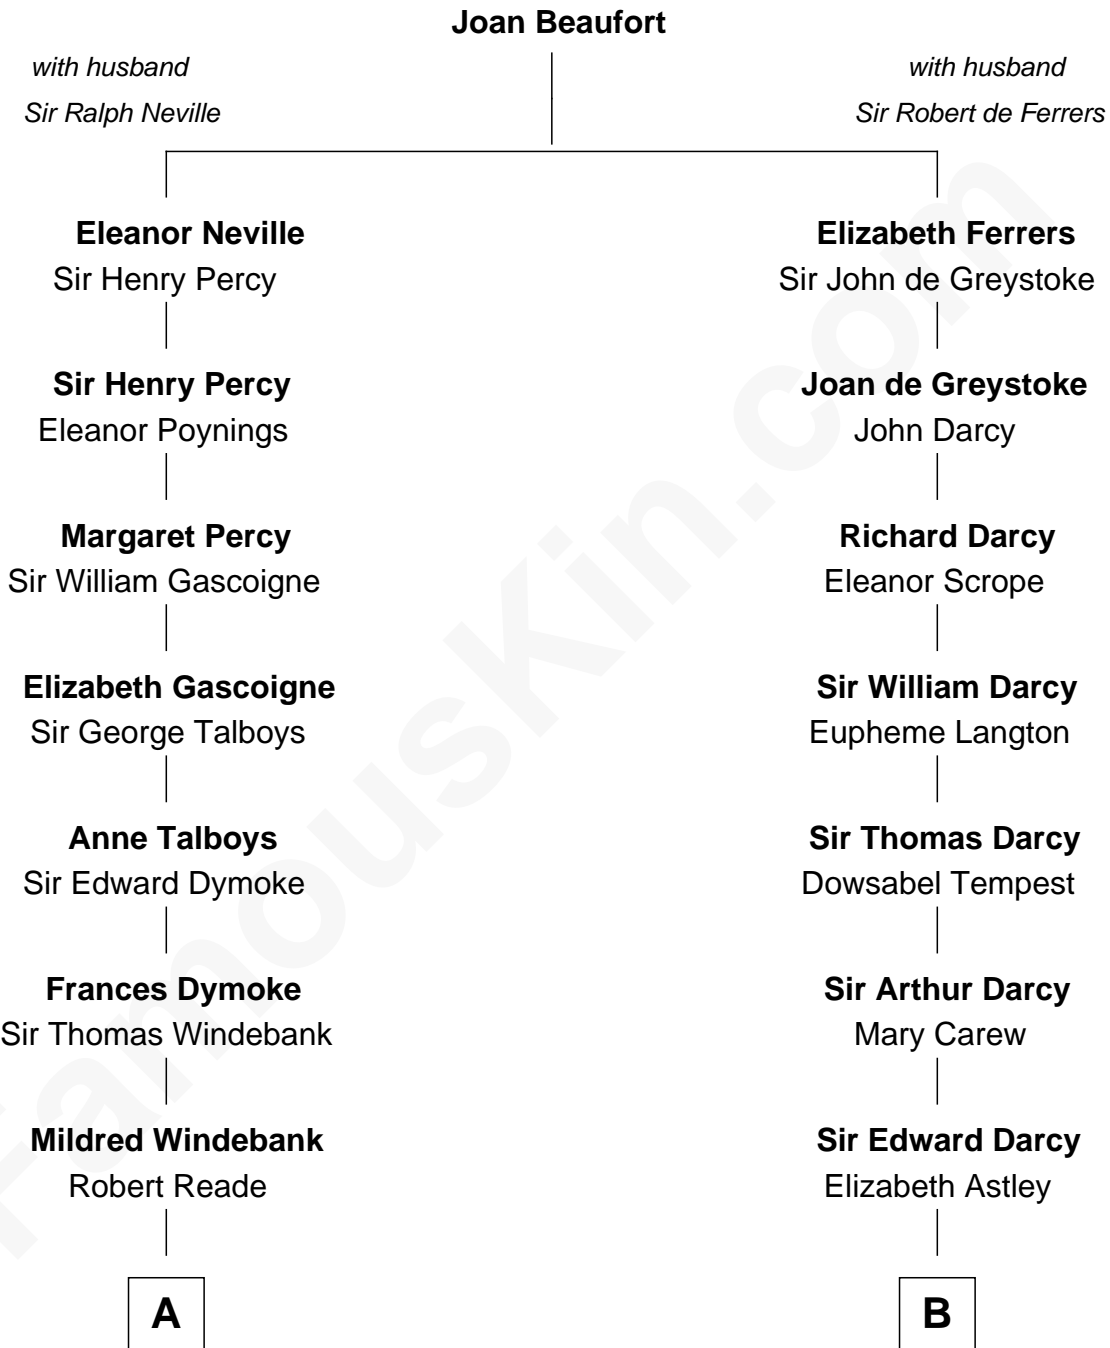 Joan Beaufort
with husband
Sir Ralph Neville
with husband
Sir Robert de Ferrers
Eleanor Neville
Sir Henry Percy
Elizabeth Ferrers
Sir John de Greystoke
Sir Henry Percy
Eleanor Poynings
Joan de Greystoke
John Darcy
Margaret Percy
Sir William Gascoigne
Richard Darcy
Eleanor Scrope
Elizabeth Gascoigne
Sir George Talboys
Sir William Darcy
Eupheme Langton
Anne Talboys
Sir Edward Dymoke
Sir Thomas Darcy
Dowsabel Tempest
Frances Dymoke
Sir Thomas Windebank
Sir Arthur Darcy
Mary Carew
Mildred Windebank
Robert Reade
Sir Edward Darcy
Elizabeth Astley
A
B
FamousKin.com